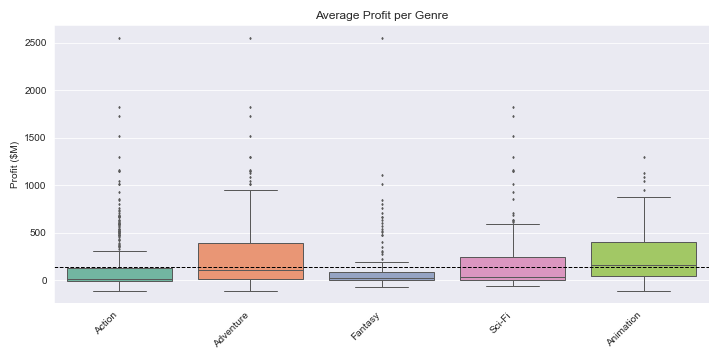 Average Profit per Genre
Profit ($M)
2500
2000
1500
1000
500
0
Action
Adventure
Fantasy
Sci-Fi
Animation